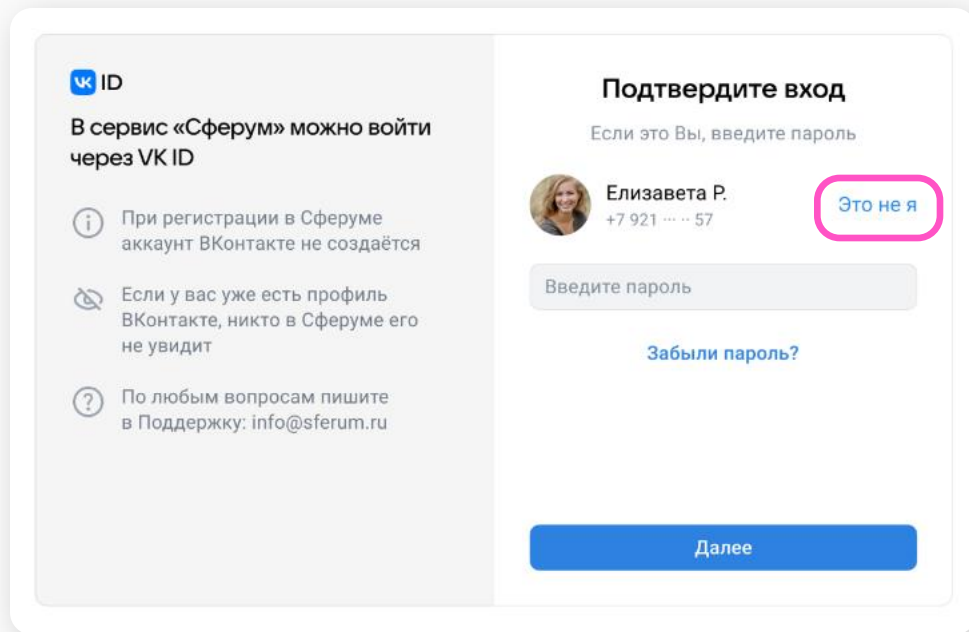 VK ID
В сервис «Сферум» можно войти
через VK ID
При регистрации в Сферуме
аккаунт ВКонтакте не создаётся
Если у вас уже есть профиль
ВКонтакте, никто в Сферуме его
не увидит
По любым вопросам пишите
в Поддержку: info@sferum.ru
Подтвердите вход
Если это Вы, введите пароль
Елизавета Р.
+7 921 ··· ·· 57
Это не я
Введите пароль
Забыли пароль?
Далее